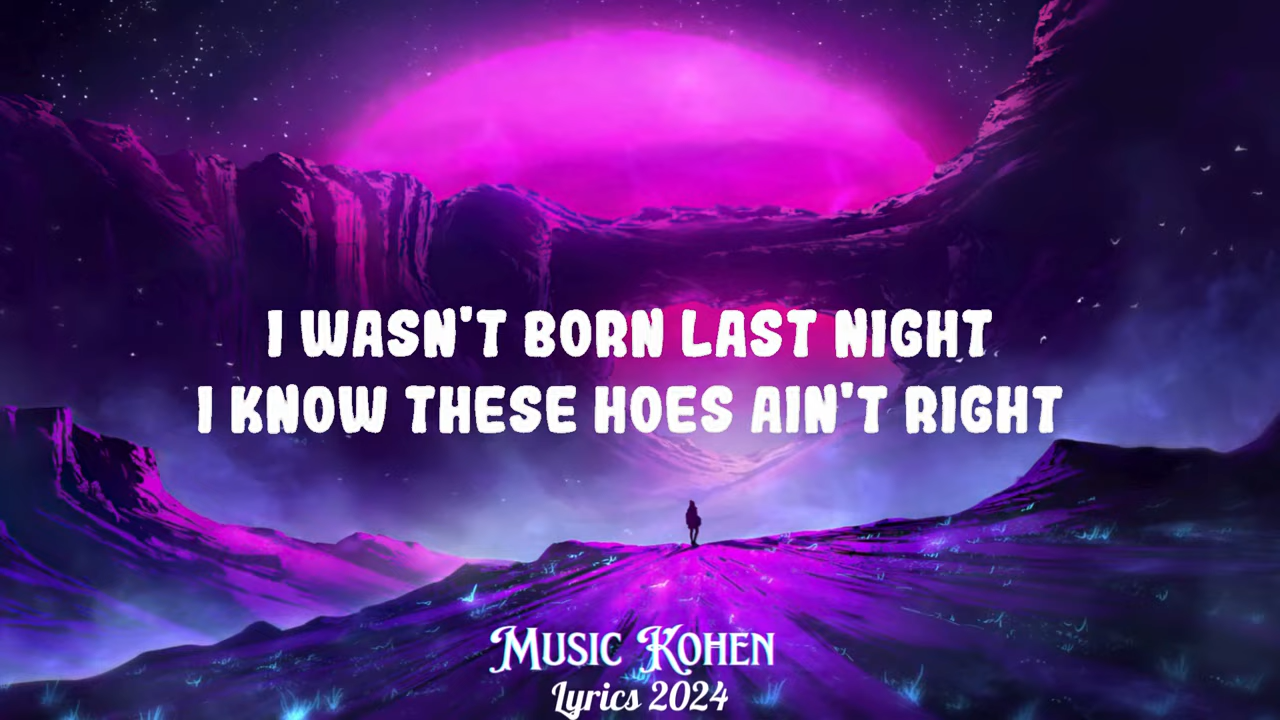 I WASN'T BORN LAST NIGHT
I KNOW THESE HOES AIN'T RIGHT
MUSIC KOHEN
Lyrics 2024